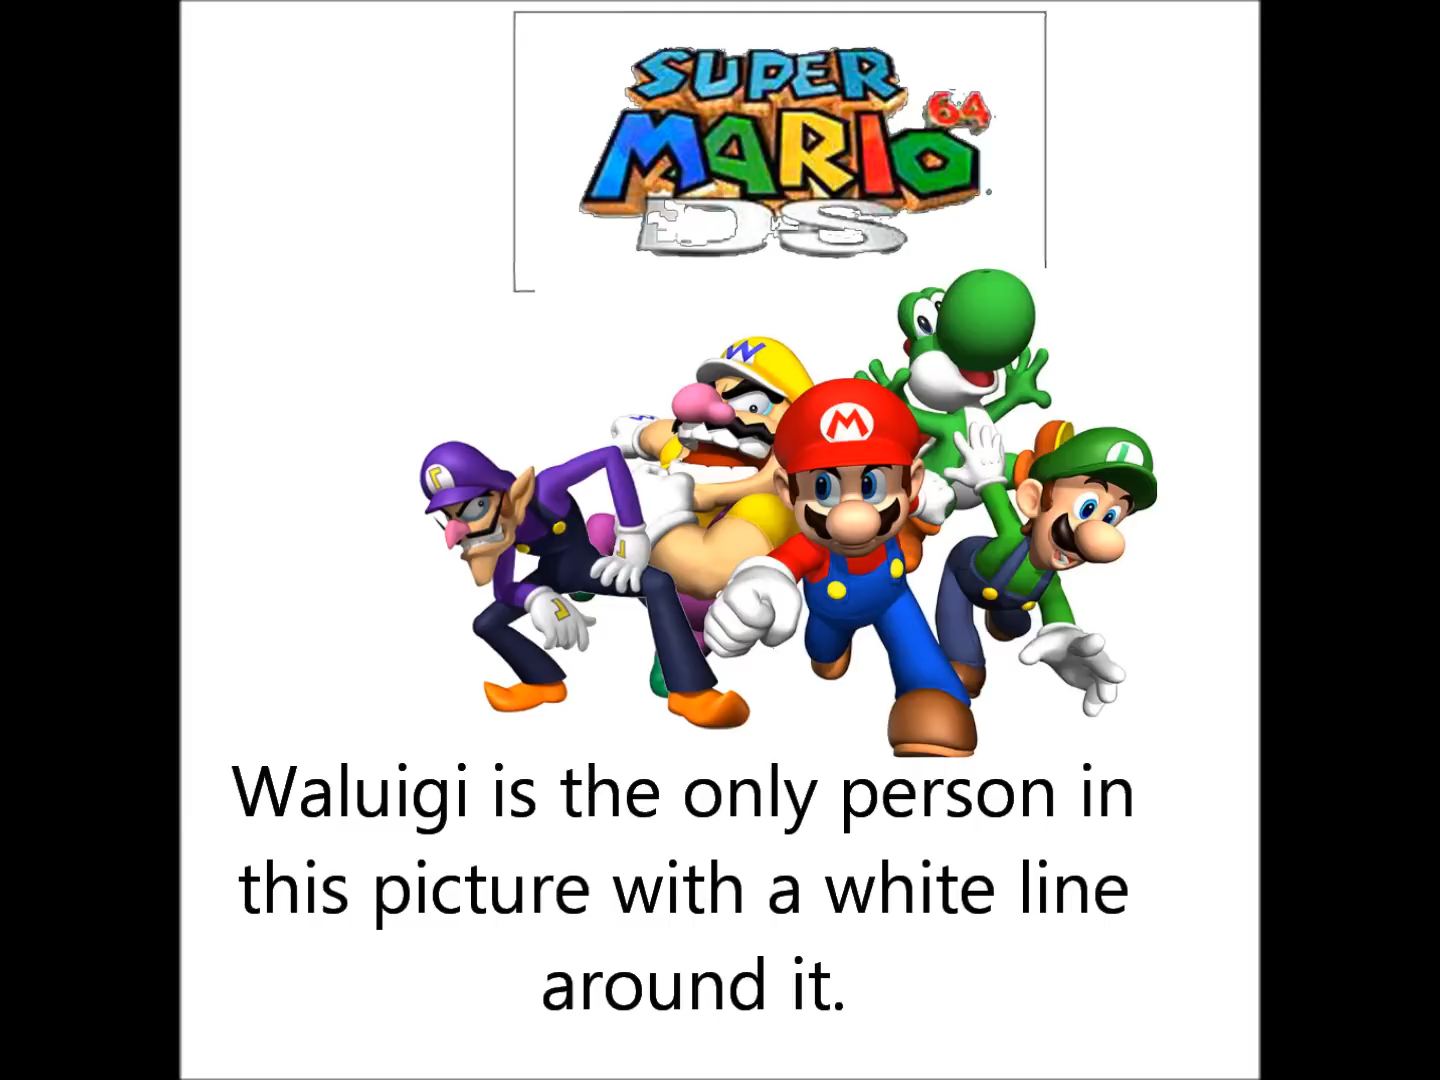 SUPER
MARIO 64
DS
W
M
L
Waluigi is the only person in
this picture with a white line
around it.